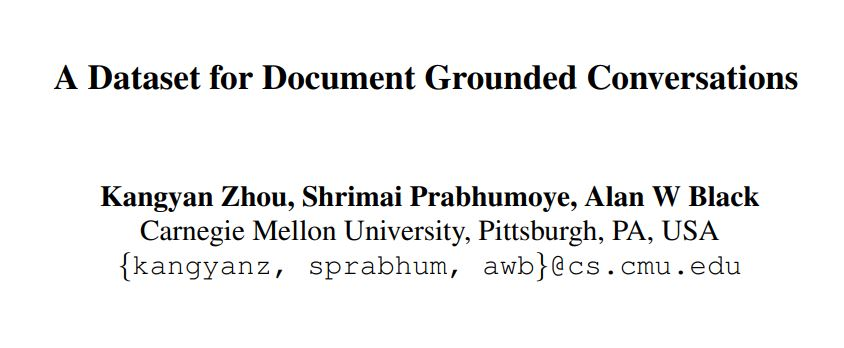 A Dataset for Document Grounded Conversations
Kangyan Zhou, Shrimai Prabhumoye, Alan W Black
Carnegie Mellon University, Pittsburgh, PA, USA
{kangyanz, sprabhum, awb}@cs.cmu.edu